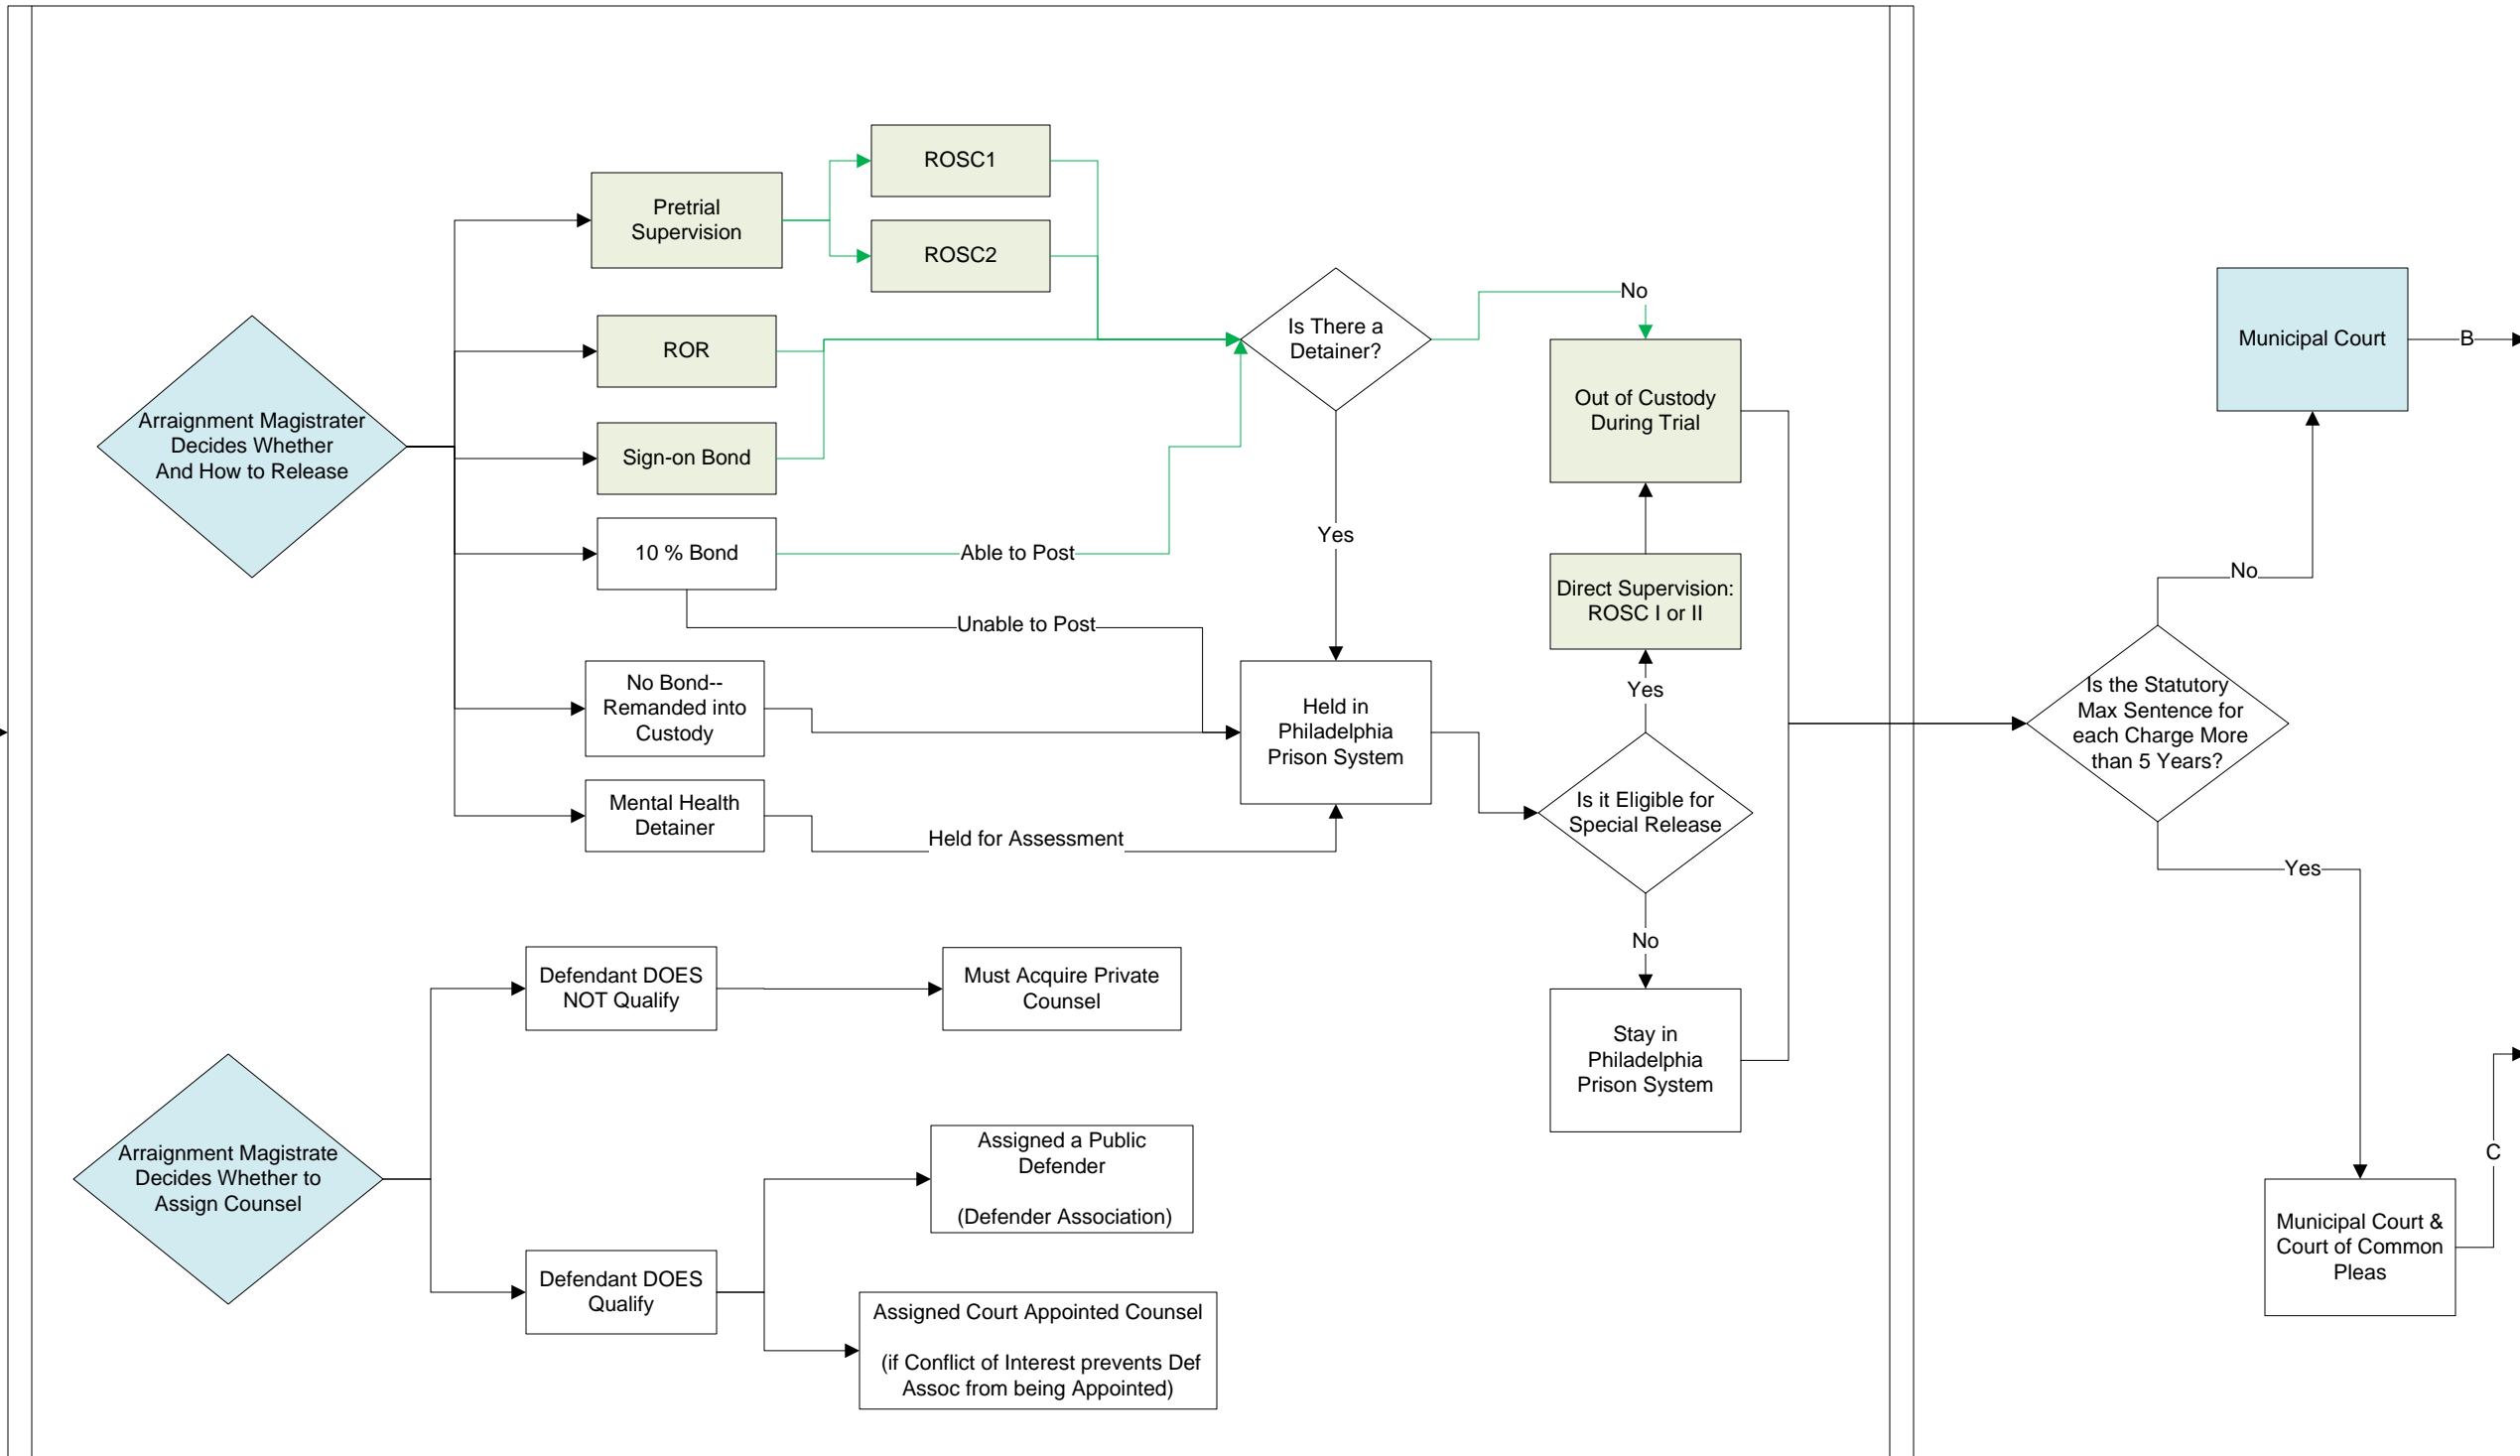 ROSC1
Pretrial
Supervision
ROSC2
No
Is There a
Detainer?
Municipal Court
B
ROR
Arraignment Magistrater
Decides Whether
And How to Release
Out of Custody
During Trial
Sign-on Bond
Yes
10 % Bond
Able to Post
Direct Supervision:
ROSC I or II
No
Unable to Post
No Bond--
Remanded into
Custody
Held in
Philadelphia
Prison System
Yes
Is the Statutory
Max Sentence for
each Charge More
than 5 Years?
Mental Health
Detainer
Held for Assessment
Is it Eligible for
Special Release
Yes
No
Defendant DOES
NOT Qualify
Must Acquire Private
Counsel
Stay in
Philadelphia
Prison System
Arraignment Magistrate
Decides Whether to
Assign Counsel
Assigned a Public
Defender
(Defender Association)
C
Defendant DOES
Qualify
Municipal Court &
Court of Common
Pleas
Assigned Court Appointed Counsel
(if Conflict of Interest prevents Def
Assoc from being Appointed)